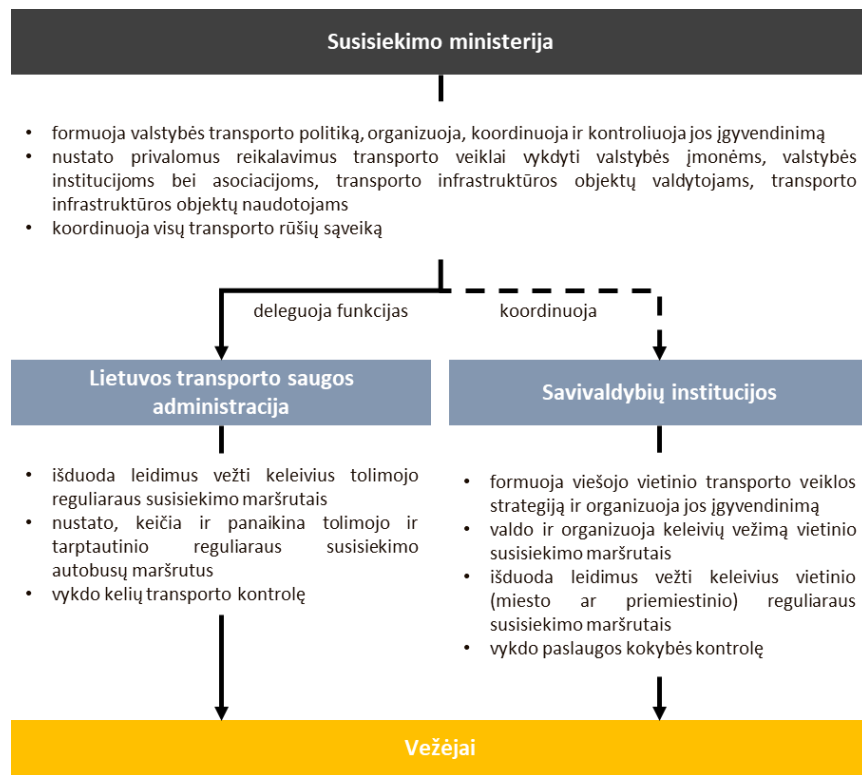 Susisiekimo ministerija
• formuoja valstybės transporto politiką, organizuoja, koordinuoja ir kontroliuoja jos įgyvendinimą
• nustato privalomus reikalavimus transporto veiklai vykdyti valstybės įmonėms, valstybės
institucijoms bei asociacijoms, transporto infrastruktūros objektų valdytojams, transporto
infrastruktūros objektų naudotojams
• koordinuoja visų transporto rūšių sąveiką
deleguoja funkcijas
koordinuoja
Lietuvos transporto saugos
administracija
• išduoda leidimus vežti keleivius tolimojo
reguliaraus susisiekimo maršrutais
• nustato, keičia ir panaikina tolimojo ir
tarptautinio reguliaraus susisiekimo
autobusų maršrutus
• vykdo kelių transporto kontrolę
Savivaldybių institucijos
• formuoja viešojo vietinio transporto veiklos
strategiją ir organizuoja jos įgyvendinimą
• valdo ir organizuoja keleivių vežimą vietinio
susisiekimo maršrutais
• išduoda leidimus vežti keleivius vietinio
(miesto ar priemiestinio) reguliaraus
susisiekimo maršrutais
• vykdo paslaugos kokybės kontrolę
Vežėjai